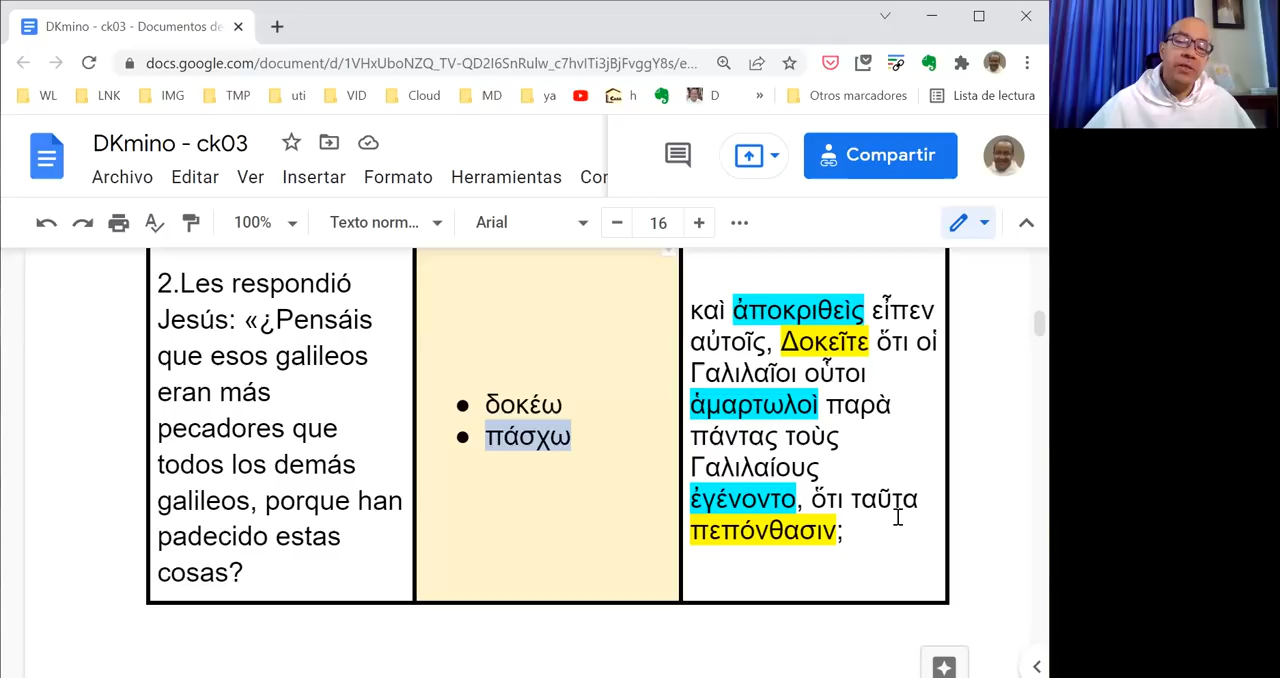 DKmino - ck03 - Documentos de
docs.google.com/document/d/1VHxUboNZQ_TV-QD2I6SnRulw_c7hvITi3jBjFvggY8s/e...
WL LNK IMG TMP uti VID Cloud MD ya h D » Otros marcadores Lista de lectura
DKmino - ck03
Compartir
Archivo Editar Ver Insertar Formato Herramientas Cor
100% Texto norm... Arial 16
2.Les respondió
Jesús: «¿Pensáis
que esos galileos
eran más
pecadores que
todos los demás
galileos, porque han
padecido estas
cosas?
● δοκέω
● πάσχω
καὶ ἀποκριθεὶς εἶπεν
αὐτοῖς, Δοκεῖτε ὅτι οἱ
Γαλιλαῖοι οὗτοι
ἁμαρτωλοὶ παρὰ
πάντας τοὺς
Γαλιλαίους
ἐγένοντο, ὅτι ταῦτα
πεπόνθασιν;